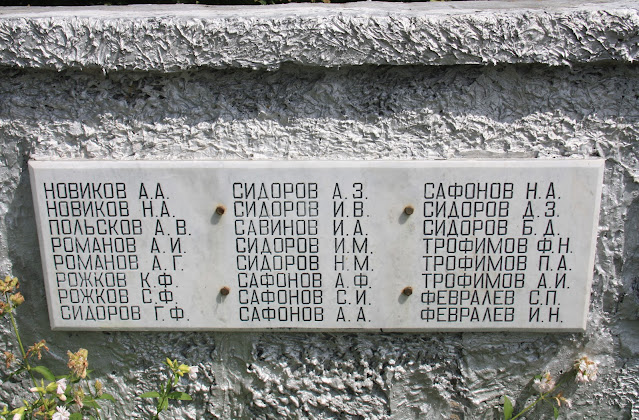 НОВИКОВ А.А.
НОВИКОВ Н.А.
ПОЛЬСКОВ А.В.
РОМАНОВ А.И.
РОМАНОВ А.Г.
РОЖКОВ К.Ф.
РОЖКОВ С.Ф.
СИДОРОВ Г.Ф.
СИДОРОВ А.З.
СИДОРОВ И.В.
САВИНОВ И.А.
СИДОРОВ И.М.
СИДОРОВ Н.М.
САФОНОВ А.Ф.
САФОНОВ С.И.
САФОНОВ А.А.
САФОНОВ Н.А.
СИДОРОВ Д.З.
СИДОРОВ Б.Д.
ТРОФИМОВ Ф.Н.
ТРОФИМОВ П.А.
ТРОФИМОВ А.И.
ФЕВРАЛЕВ С.П.
ФЕВРАЛЕВ И.Н.